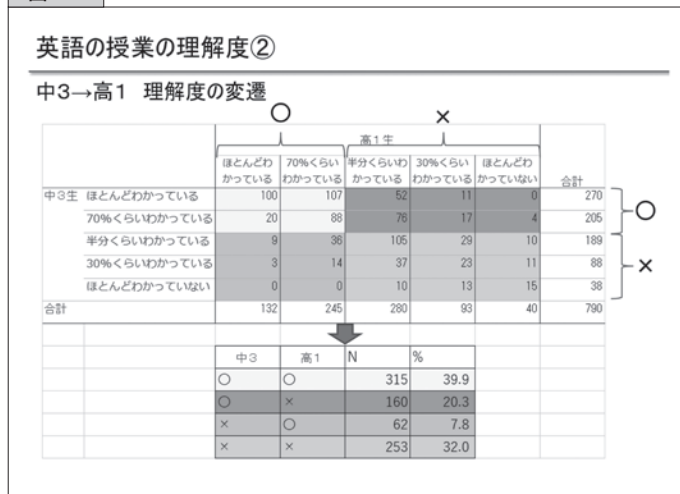 英語の授業の理解度②
中3→高1 理解度の変遷
○ ×
高1生
ほとんどわかっている 70%くらいわかっている 半分くらいわかっている 30%くらいわかっている ほとんどわかっていない 合計
中3生 ほとんどわかっている 100 107 52 11 0 270
70%くらいわかっている 20 88 76 17 4 205
○
半分くらいわかっている 9 36 105 29 10 189
30%くらいわかっている 3 14 37 23 11 88
×
ほとんどわかっていない 0 0 10 13 15 38
合計 132 245 280 93 40 790
中3 高1 N %
○ ○ 315 39.9
○ × 160 20.3
× ○ 62 7.8
× × 253 32.0